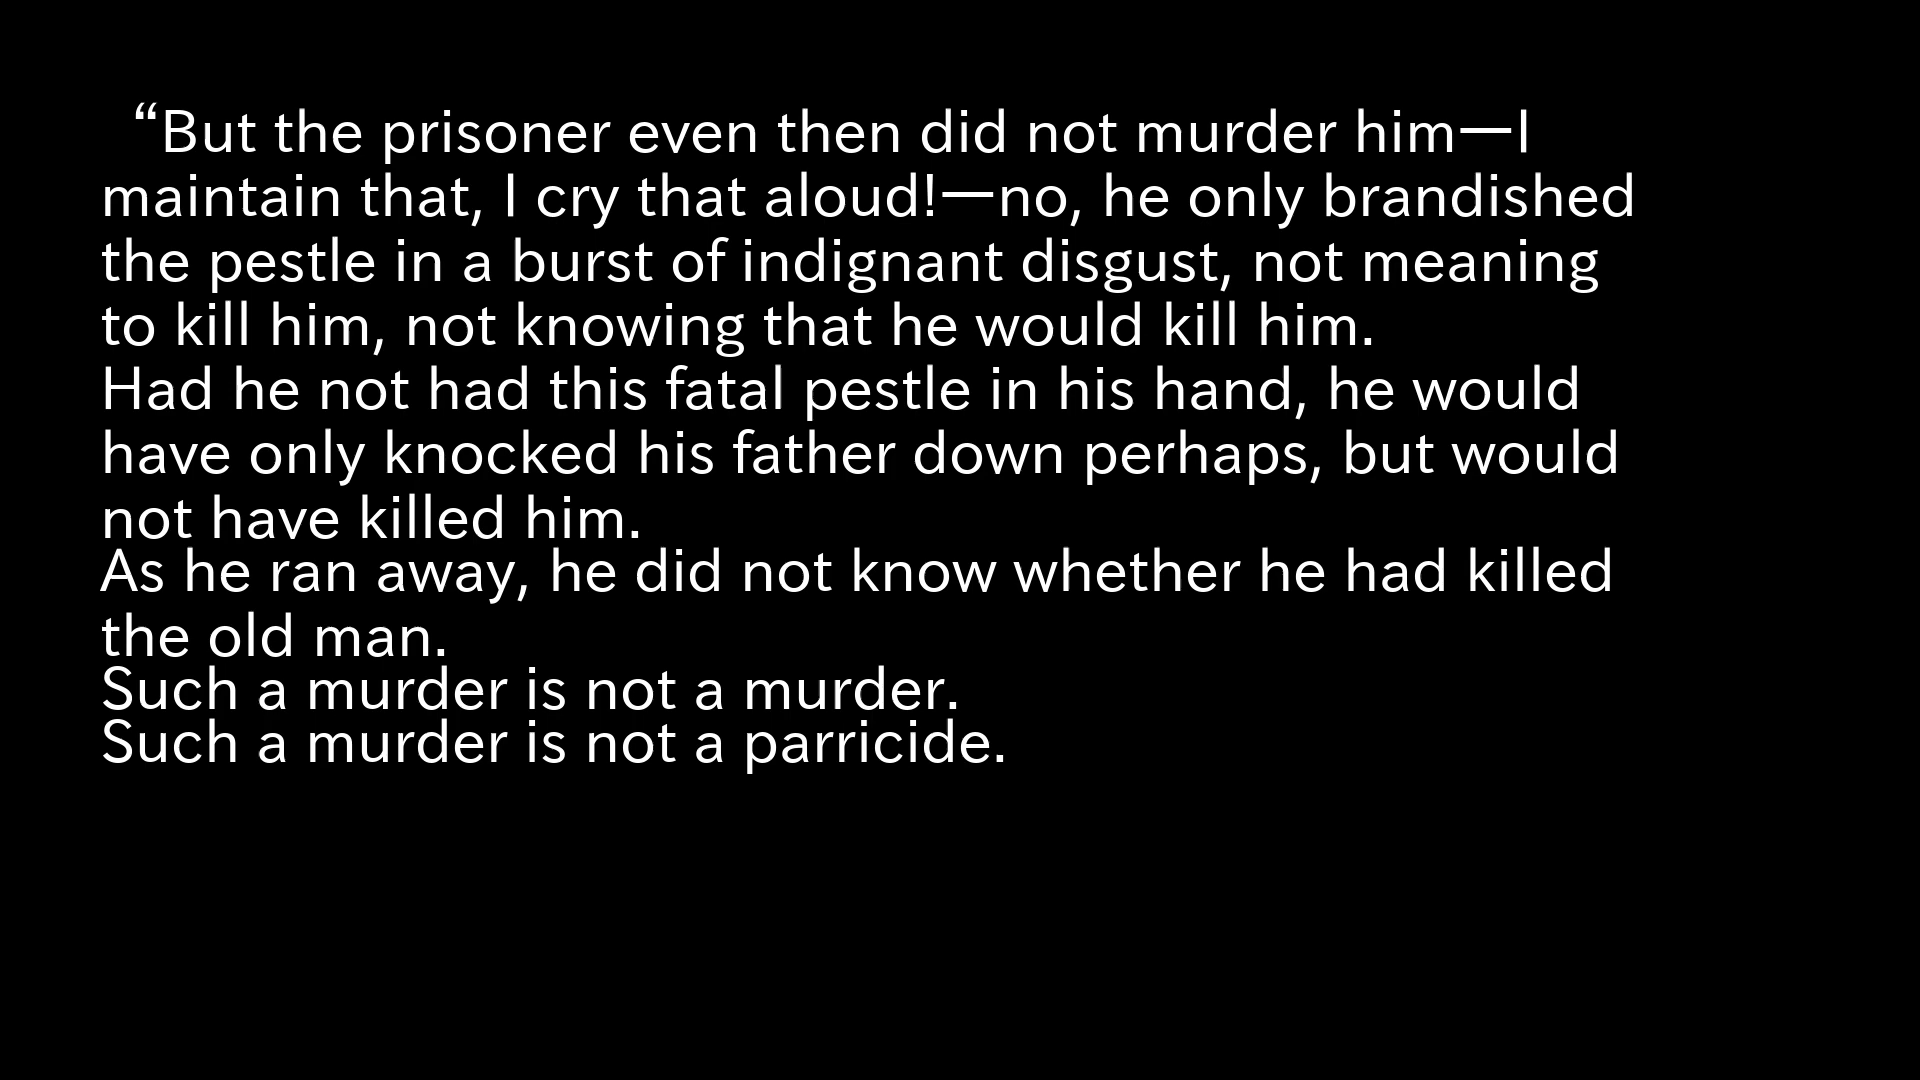 “But the prisoner even then did not murder him—I
maintain that, I cry that aloud!—no, he only brandished
the pestle in a burst of indignant disgust, not meaning
to kill him, not knowing that he would kill him.
Had he not had this fatal pestle in his hand, he would
have only knocked his father down perhaps, but would
not have killed him.
As he ran away, he did not know whether he had killed
the old man.
Such a murder is not a murder.
Such a murder is not a parricide.